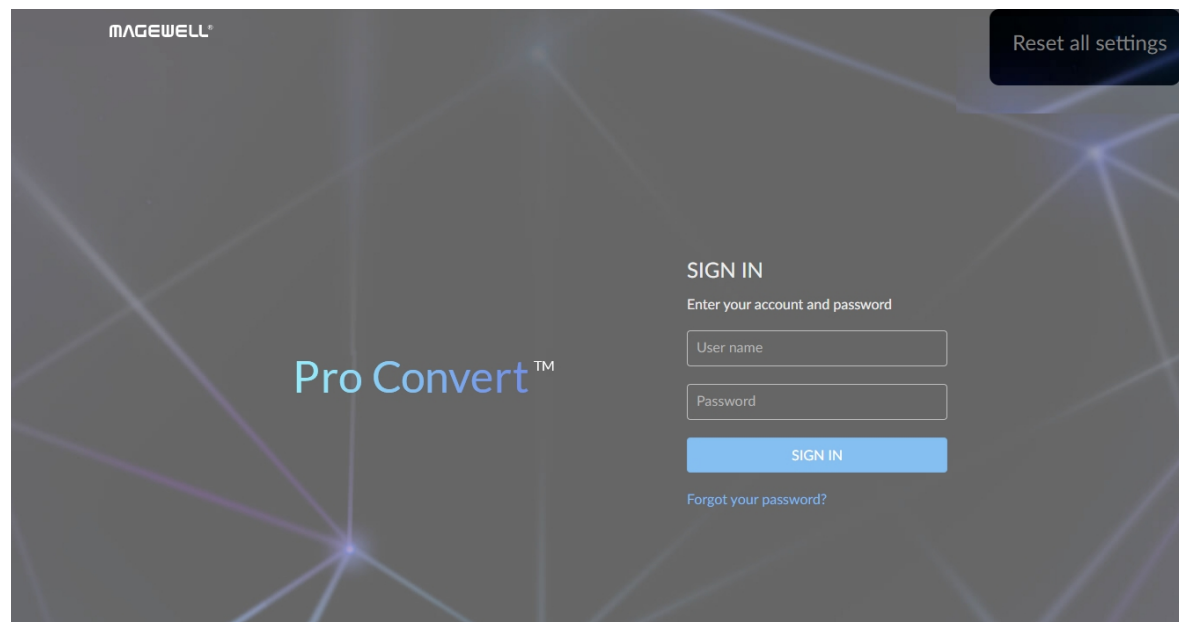 MAGEWELL®
Reset all settings
SIGN IN
Enter your account and password
User name
Pro Convert™
Password
SIGN IN
Forgot your password?